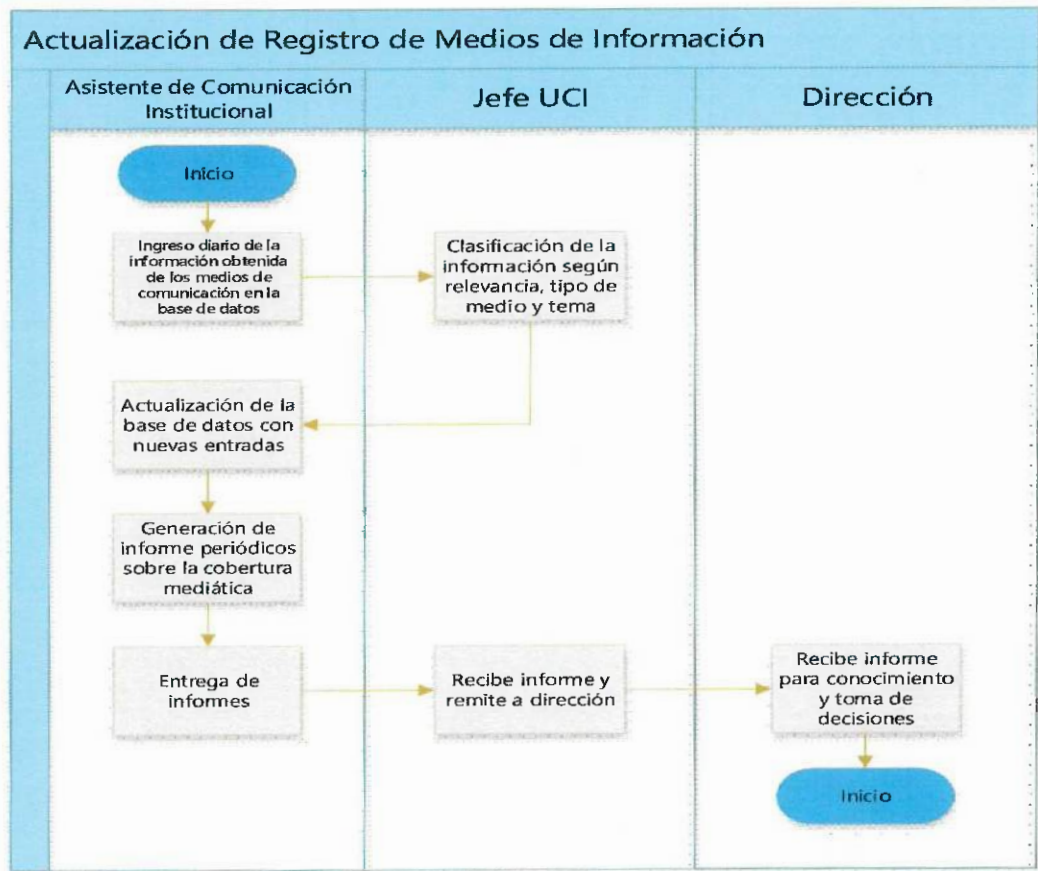 Actualización de Registro de Medios de Información
Asistente de Comunicación
Institucional
Jefe UCI
Dirección
Inicio
Ingreso diario de la
información obtenida
de los medios de
comunicación en la
base de datos
Clasificación de la
información según
relevancia, tipo de
medio y tema
Actualización de la
base de datos con
nuevas entradas
Generación de
informe periódicos
sobre la cobertura
mediática
Entrega de
informes
Recibe informe y
remite a dirección
Recibe informe
para conocimiento
y toma de
decisiones
Inicio